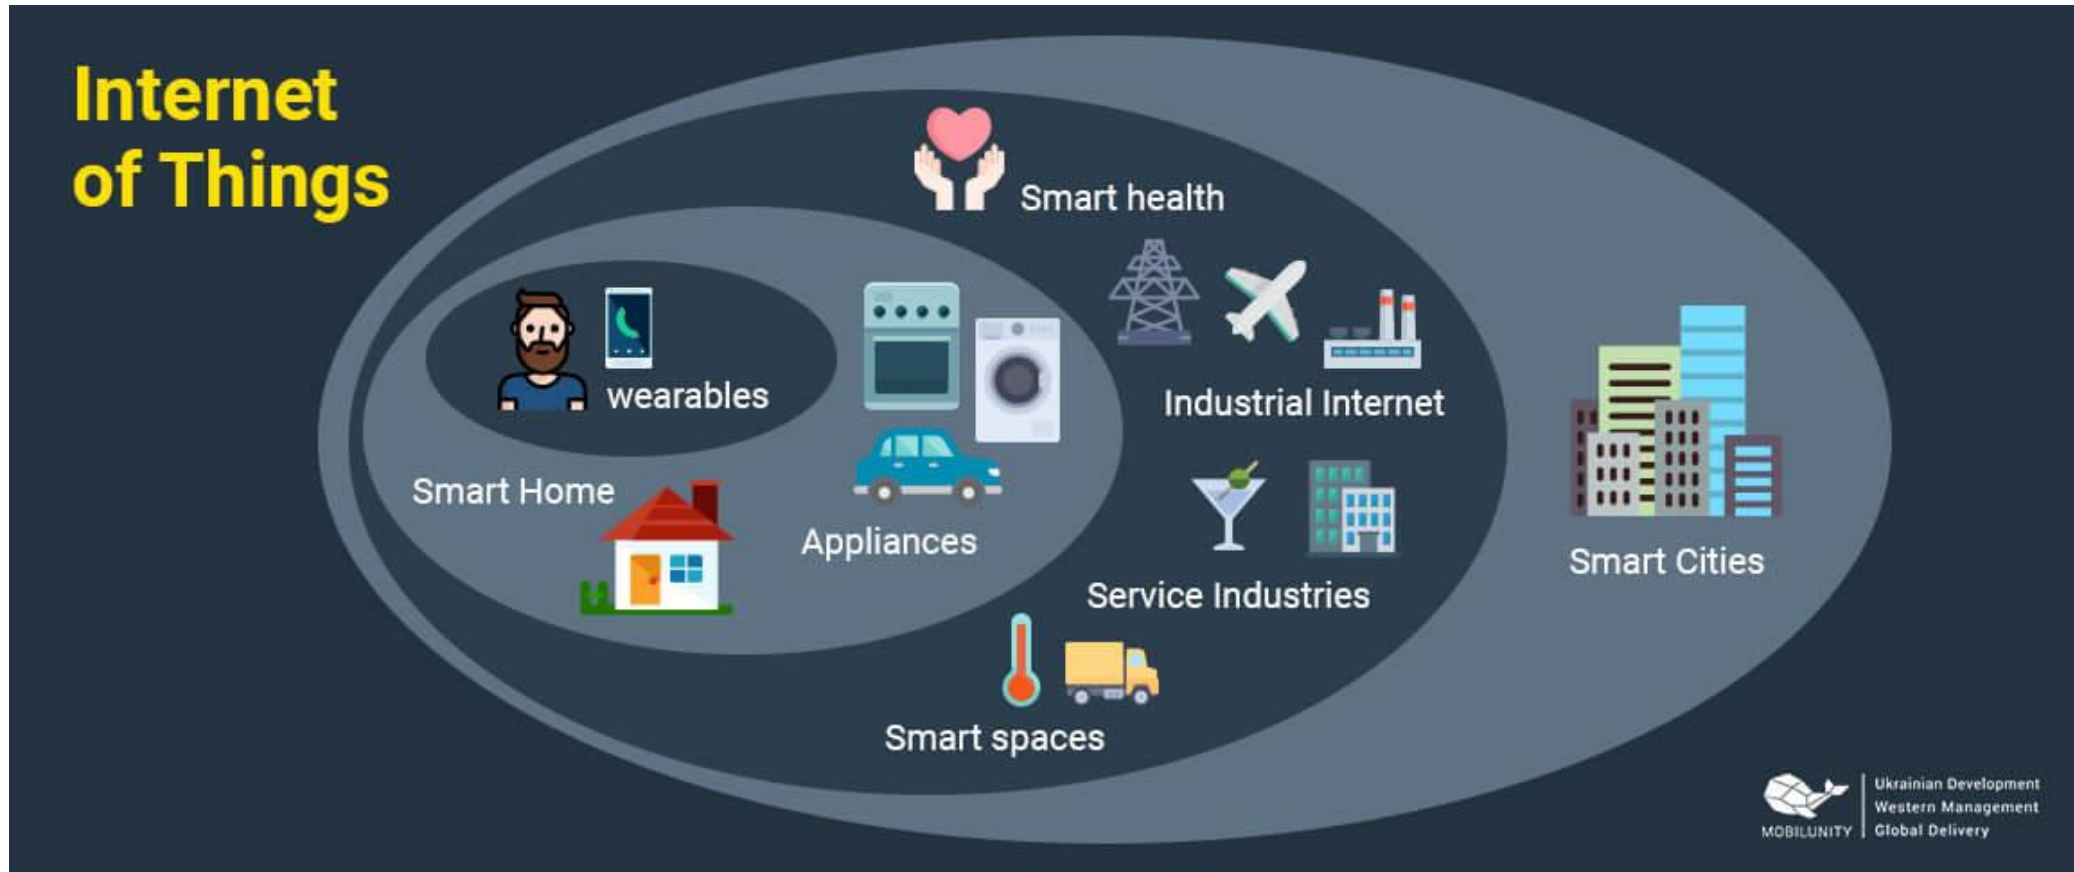 Internet
of Things
Smart health
wearables
Industrial Internet
Smart Home
Appliances
Smart Cities
Service Industries
Smart spaces
MOBILUNITY
Ukrainian Development
Western Management
Global Delivery